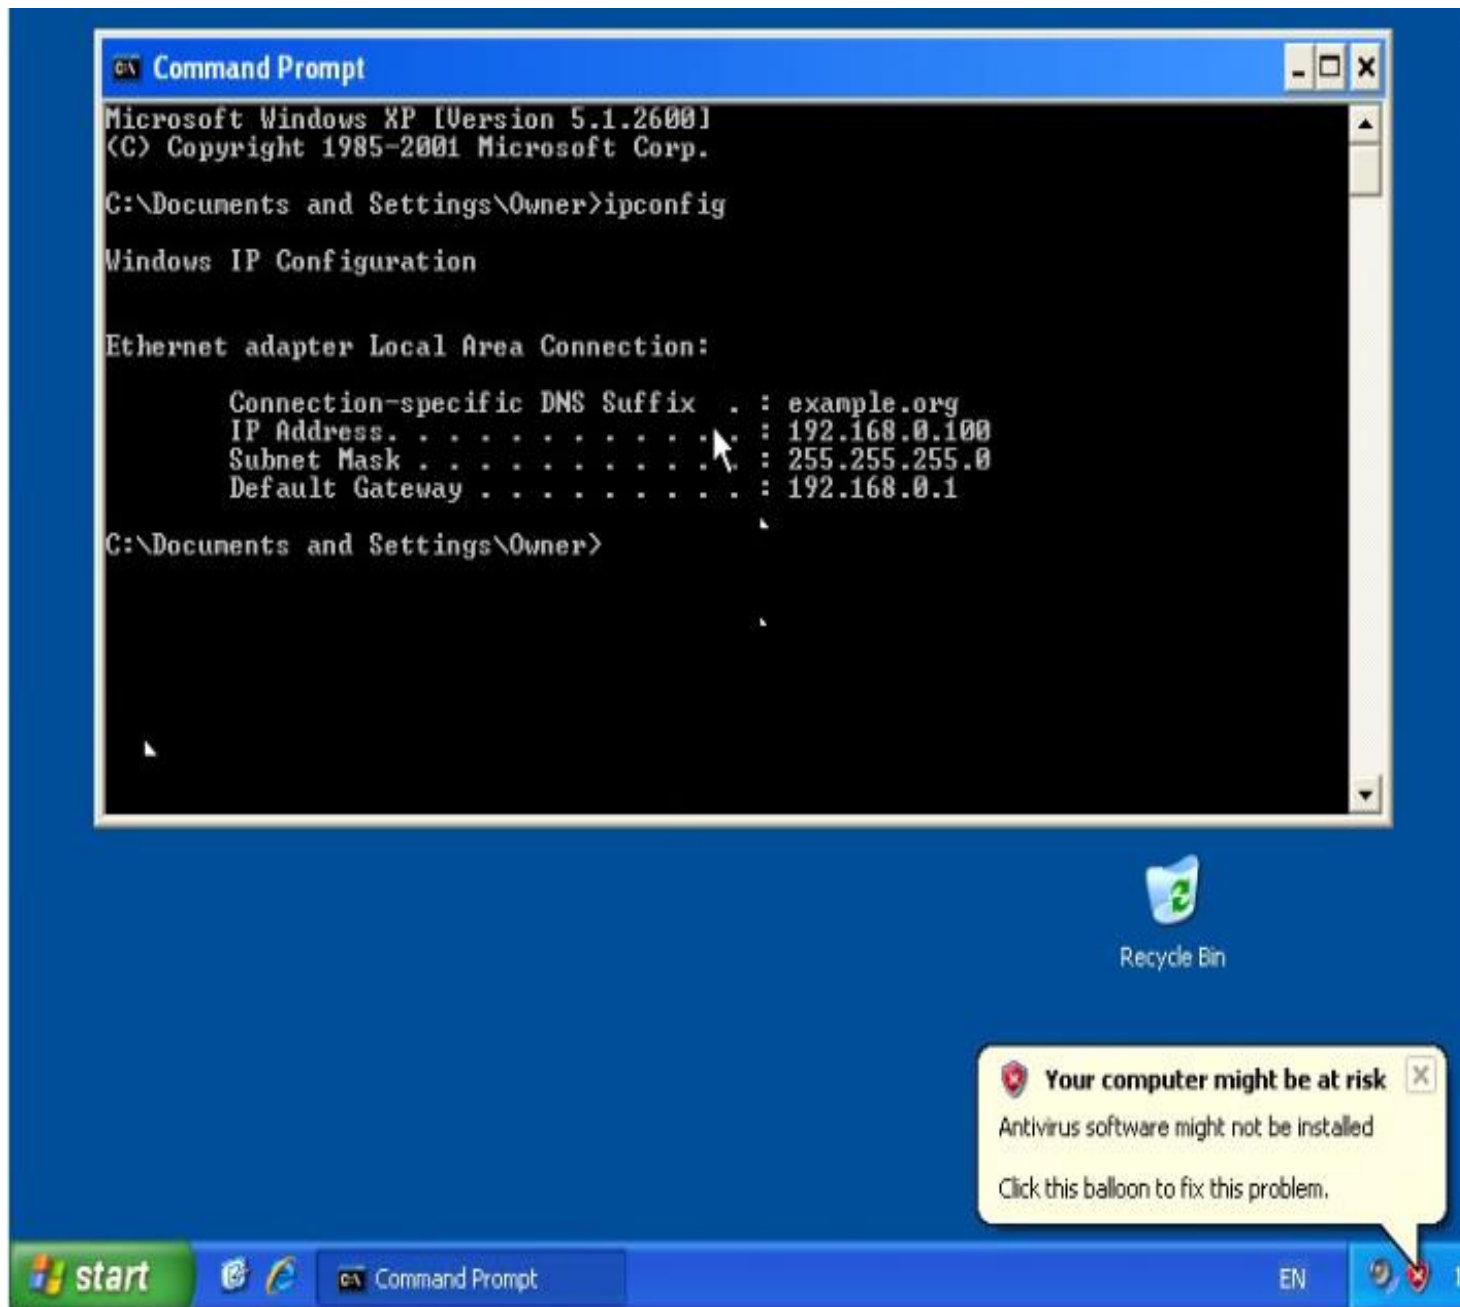 Command Prompt
Microsoft Windows XP [Version 5.1.2600]
(C) Copyright 1985-2001 Microsoft Corp.
C:\Documents and Settings\Owner>ipconfig
Windows IP Configuration
Ethernet adapter Local Area Connection:
Connection-specific DNS Suffix . : example.org
IP Address. . . . . . . . . . . . : 192.168.0.100
Subnet Mask . . . . . . . . . . . : 255.255.255.0
Default Gateway . . . . . . . . . : 192.168.0.1
C:\Documents and Settings\Owner>
Recycle Bin
Your computer might be at risk
Antivirus software might not be installed
Click this balloon to fix this problem.
start
Command Prompt
EN